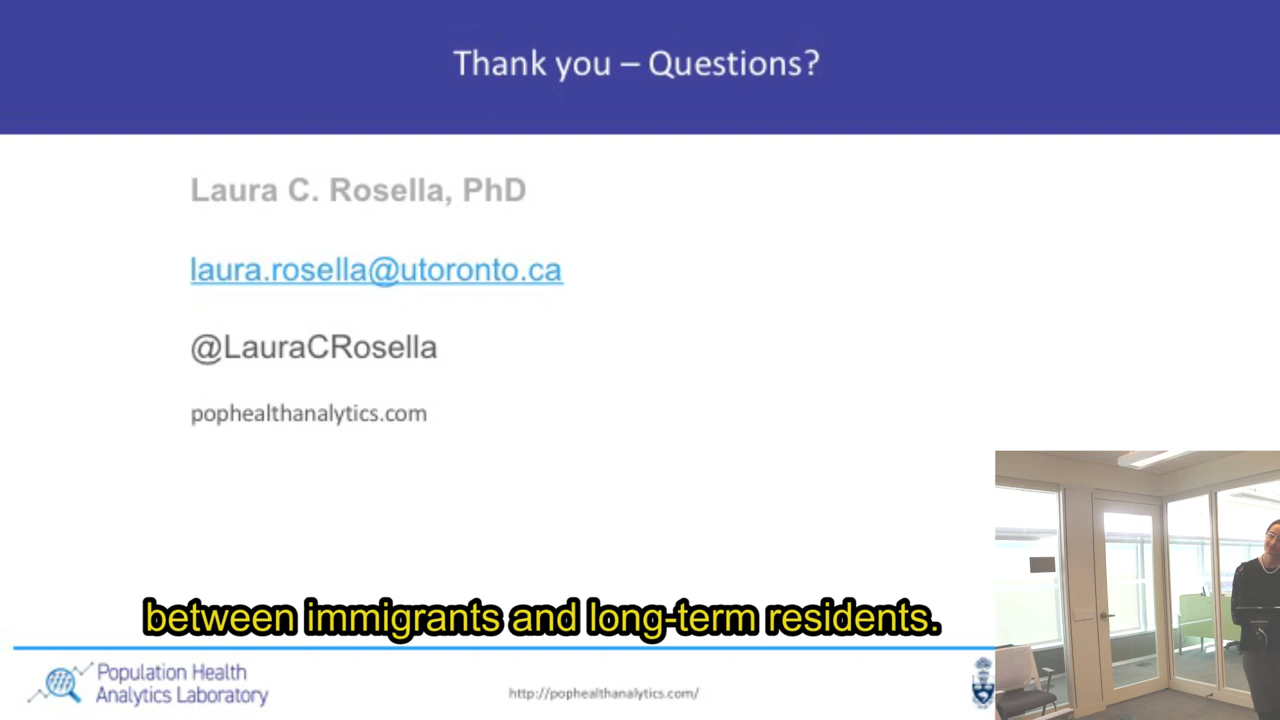 Thank you – Questions?
Laura C. Rosella, PhD
laura.rosella@utoronto.ca
@LauraCRosella
pophealthanalytics.com
between immigrants and long-term residents.
Population Health
Analytics Laboratory
http://pophealthanalytics.com/